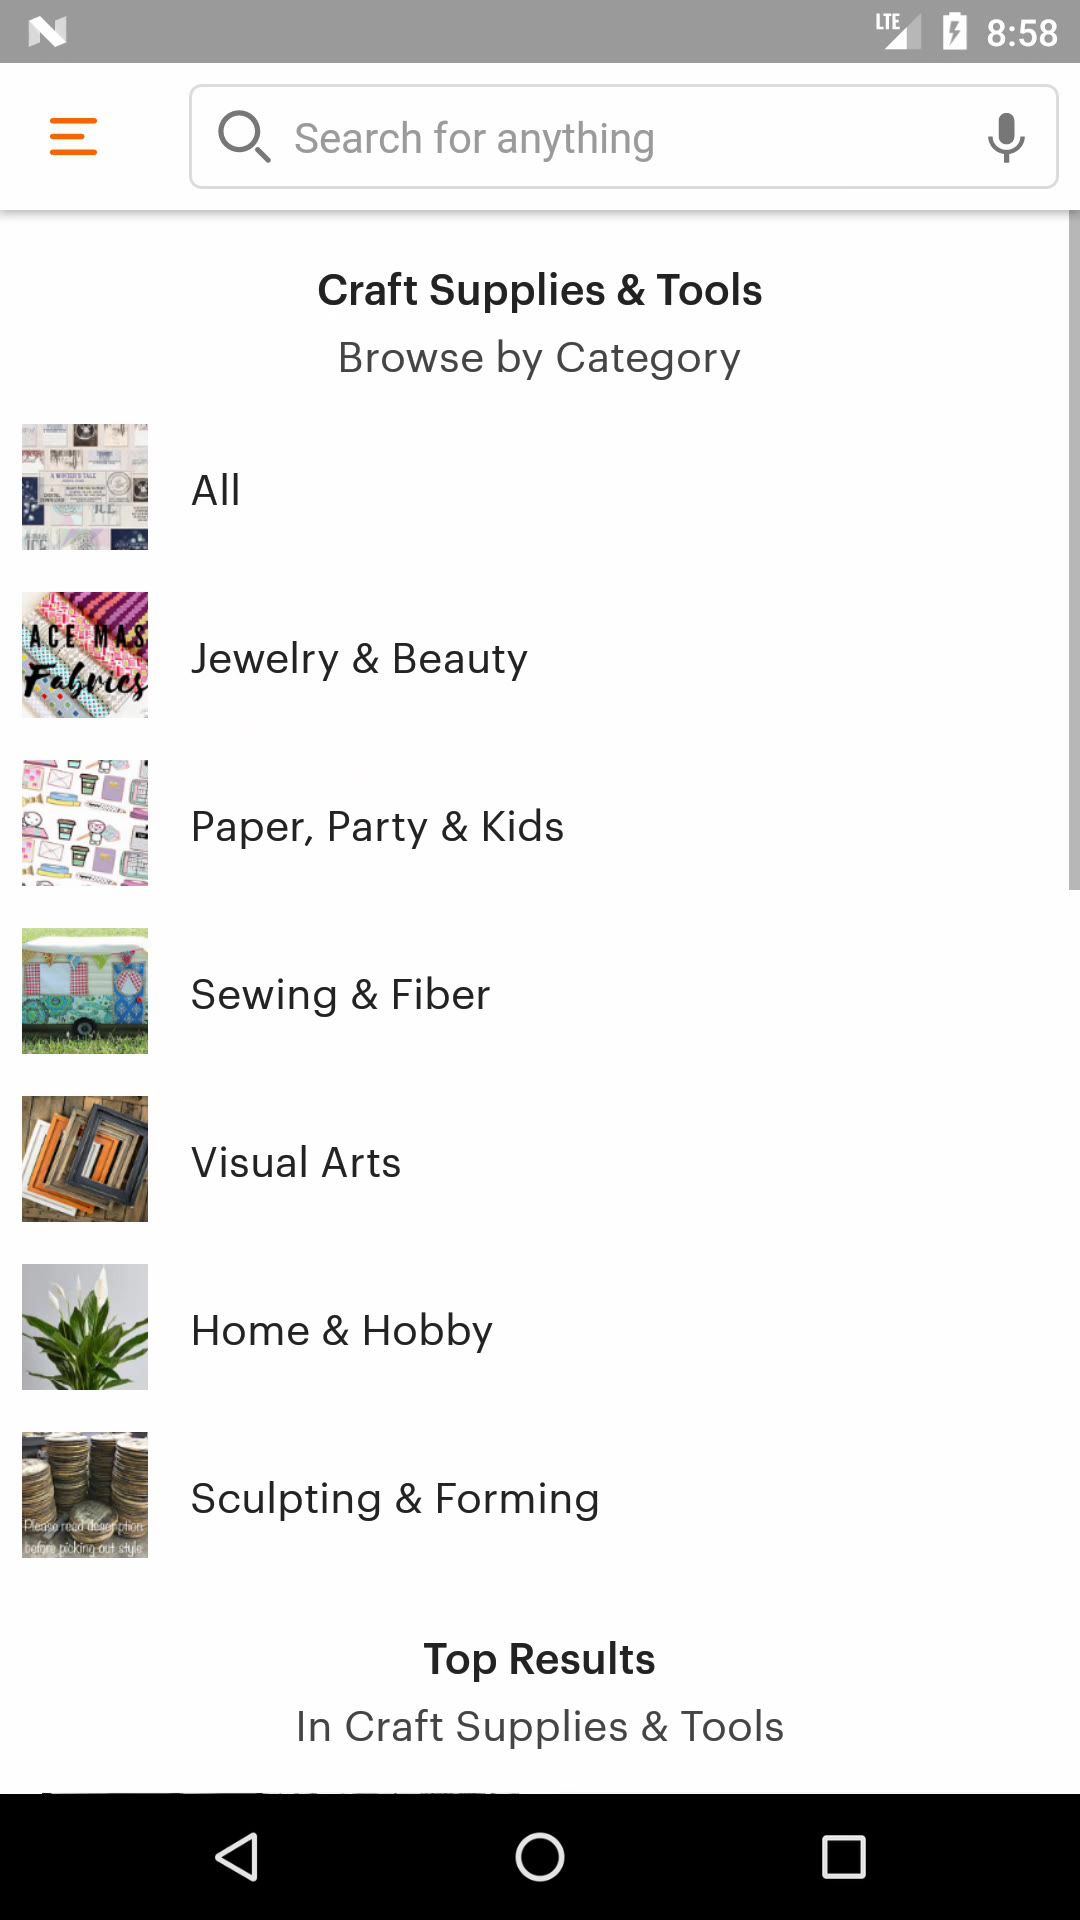 LTE 8:58
Search for anything
Craft Supplies & Tools
Browse by Category
A WINTER'S TALE
All
ACE MAS
Fabrics
Jewelry & Beauty
Paper, Party & Kids
Sewing & Fiber
Visual Arts
Home & Hobby
Sculpting & Forming
Please read description
before picking out style
Top Results
In Craft Supplies & Tools